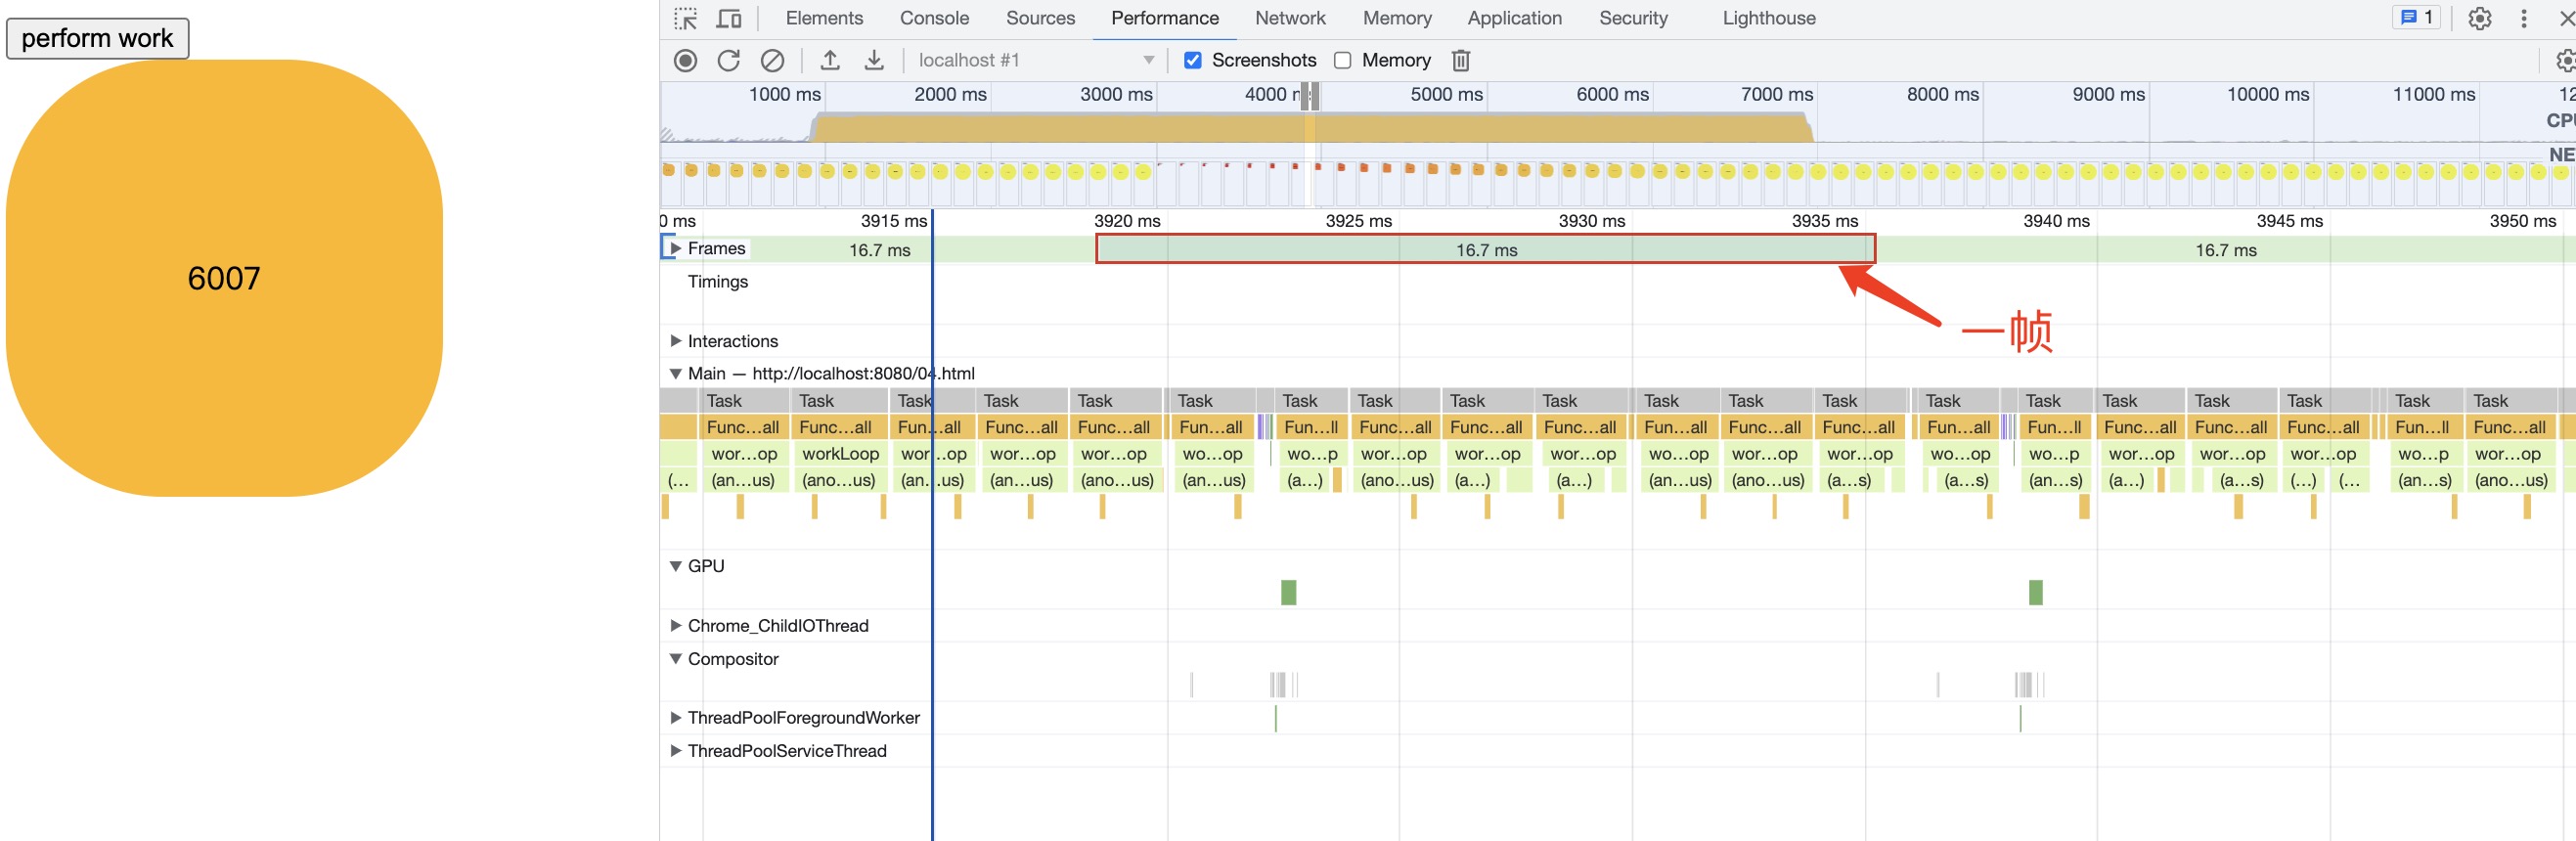 perform work
6007
Elements Console Sources Performance Network Memory Application Security Lighthouse 1
localhost #1 Screenshots Memory
1000 ms 2000 ms 3000 ms 4000 5000 ms 6000 ms 7000 ms 8000 ms 9000 ms 10000 ms 11000 ms 12
CPU
NE
0 ms 3915 ms 3920 ms 3925 ms 3930 ms 3935 ms 3940 ms 3945 ms 3950 ms
Frames 16.7 ms 16.7 ms 16.7 ms
Timings
一帧
Interactions
Main — http://localhost:8080/04.html
Task Task Task Task Task Task Task Task Task Task Task Task Task Task Task Task Task Task Task Task
Func…all Func…all Fun…all Func…all Func…all Fun…all Fun…ll Func…all Func…all Func…all Fun…all Func…all Func…all Fun…all Fun…ll Func…all Func…all Func…all Fun…ll Func…all
wor…op workLoop wor…op wor…op wor…op wo…op wo…p wor…op wor…op wor…op wo…op wor…op wor…op wo…op wo…p wor…op wor…op wor…op wo…p wor…op
(… (an…us) (ano…us) (an…us) (an…us) (ano…us) (an…us) (a…) (ano…us) (a…) (a…) (an…us) (ano…us) (a…s) (a…s) (an…s) (a…) (a…s) (…) (… (an…s) (ano…us)
GPU
Chrome_ChildIOThread
Compositor
ThreadPoolForegroundWorker
ThreadPoolServiceThread